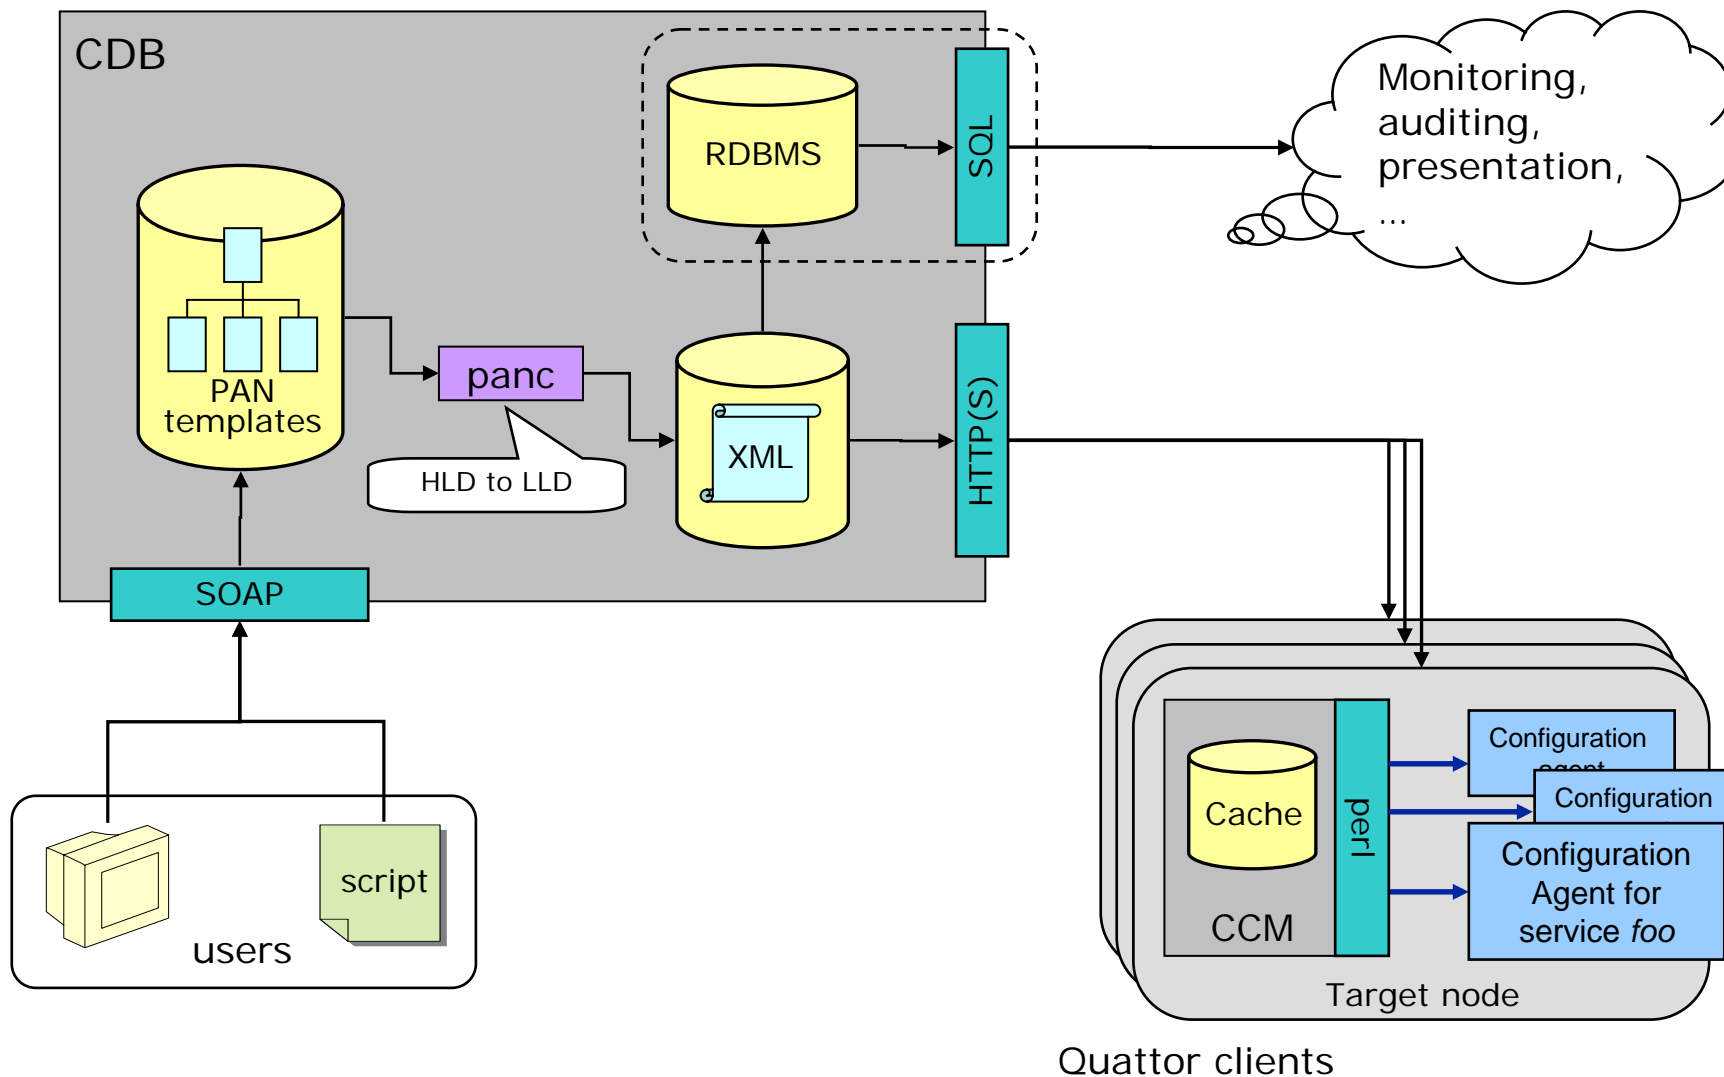 CDB
RDBMS
SQL
Monitoring,
auditing,
presentation,
...
PAN
templates
panc
HLD to LLD
XML
HTTP(S)
SOAP
script
users
Cache
CCM
perl
Configuration
agent
Configuration
Configuration
Agent for
service foo
Target node
Quattor clients